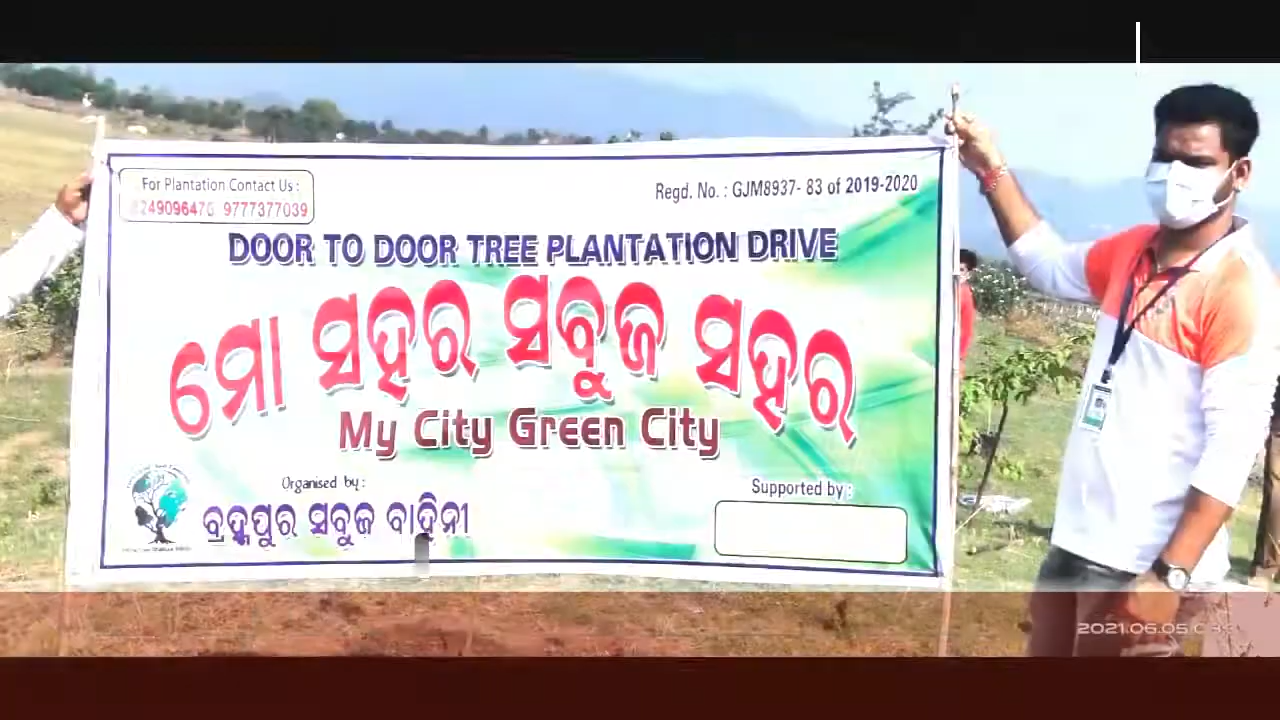 For Plantation Contact Us :
9777377039
Regd. No. : GJM8937- 83 of 2019-2020
DOOR TO DOOR TREE PLANTATION DRIVE
ମୋ ସହର ସବୁଜ ସହର
My City Green City
Organised by :
ବ୍ରହ୍ମପୁର ସବୁଜ ବାହିନୀ
Supported by :
2021.06.05